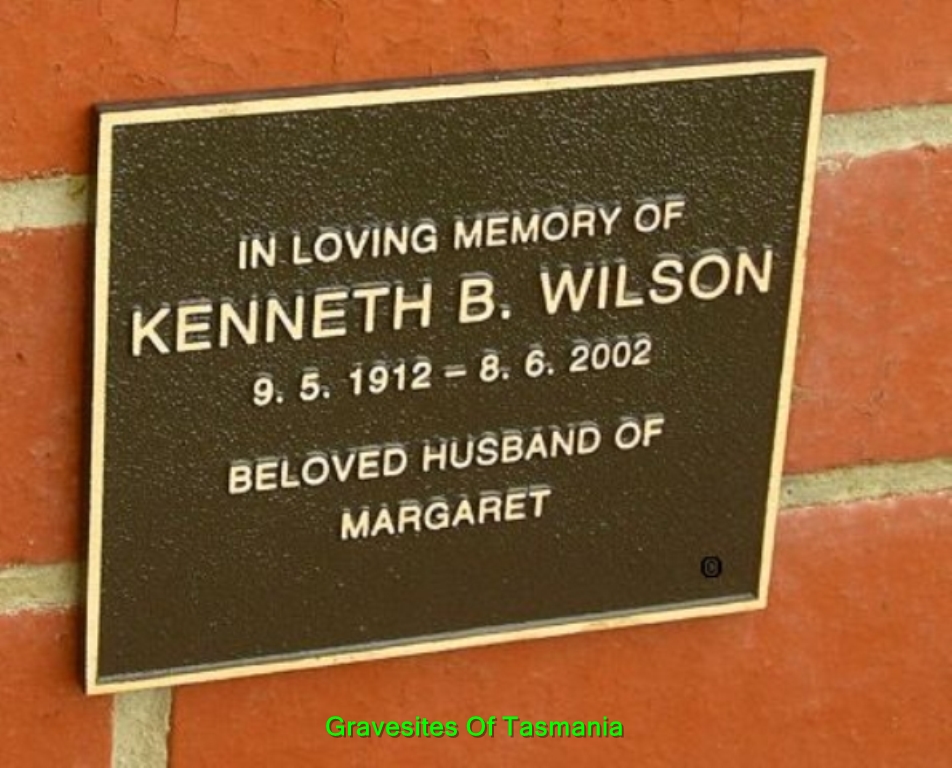 IN LOVING MEMORY OF
KENNETH B. WILSON
9. 5. 1912 – 8. 6. 2002
BELOVED HUSBAND OF
MARGARET
©
Gravesites Of Tasmania